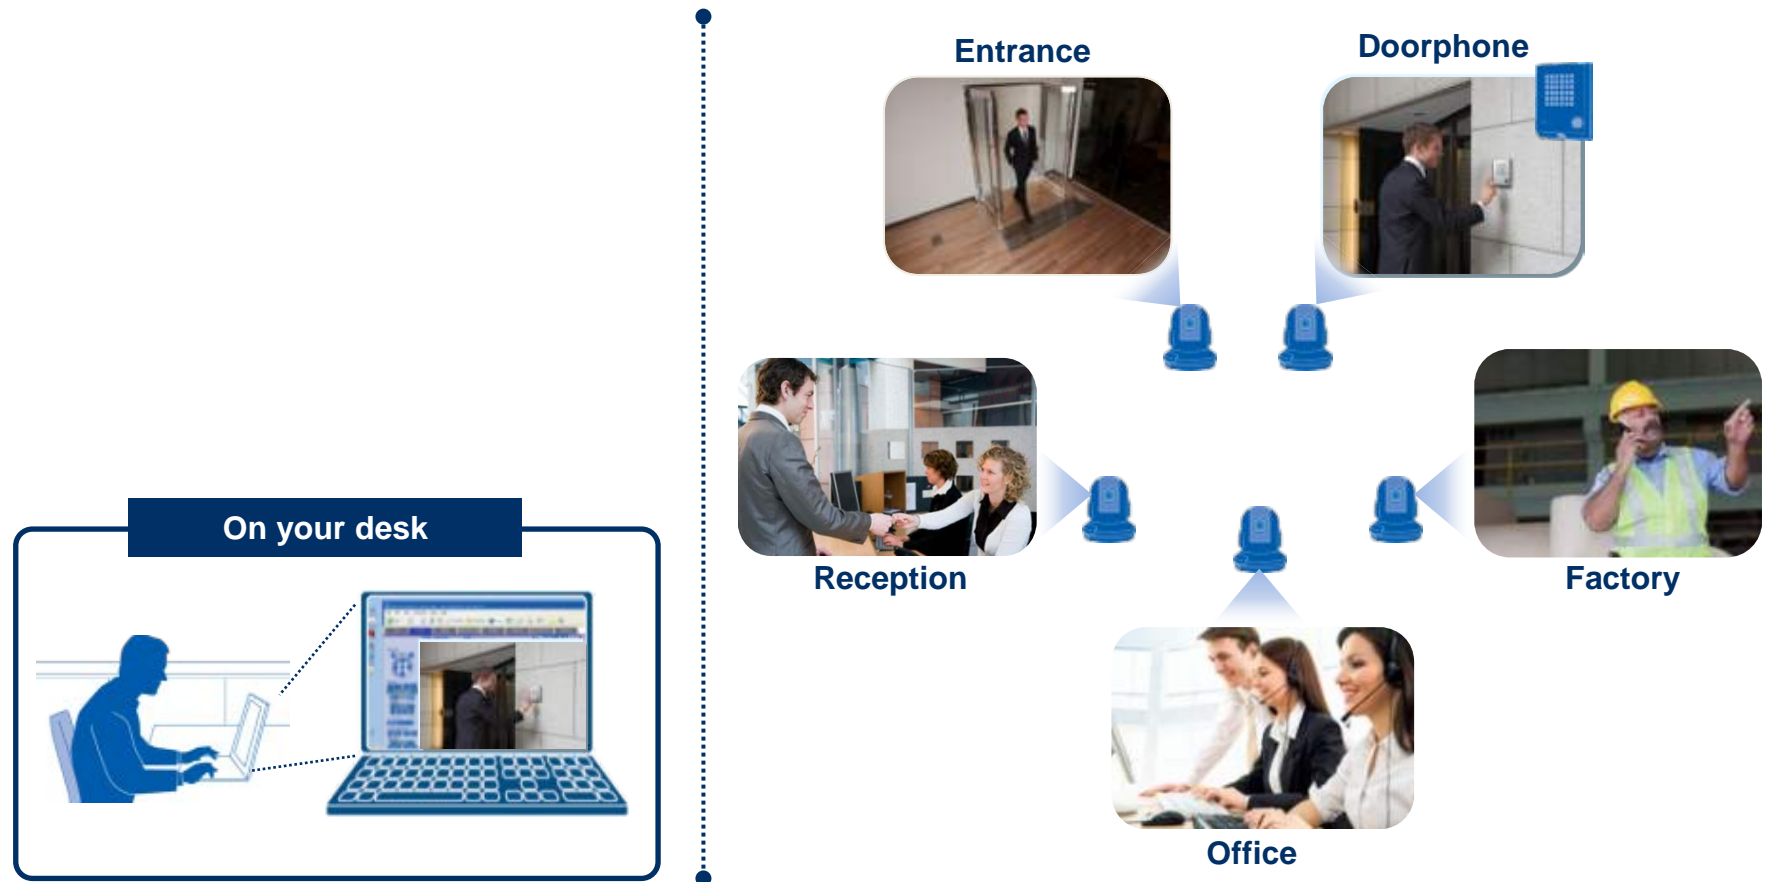 On your desk
Entrance
Doorphone
Reception
Factory
Office